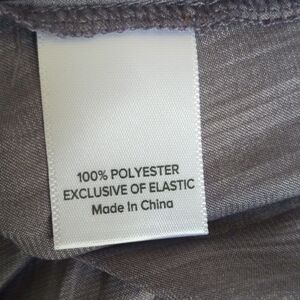 100% POLYESTER
EXCLUSIVE OF ELASTIC
Made In China